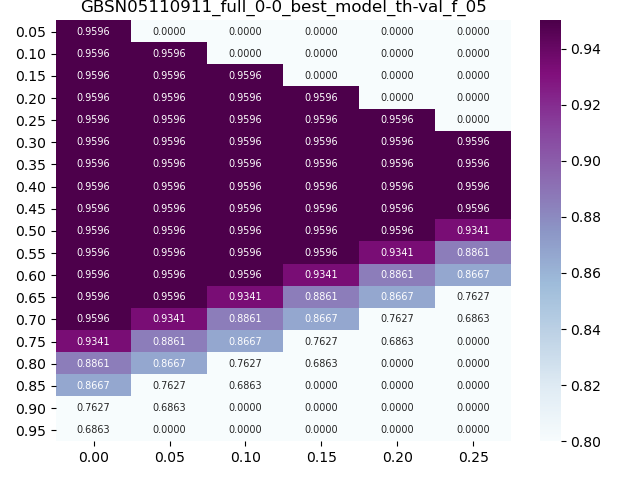 GBSN05110911_full_0-0_best_model_th-val_f_05
0.05 0.9596 0.0000 0.0000 0.0000 0.0000 0.0000
0.10 0.9596 0.9596 0.0000 0.0000 0.0000 0.0000
0.15 0.9596 0.9596 0.9596 0.0000 0.0000 0.0000
0.20 0.9596 0.9596 0.9596 0.9596 0.0000 0.0000
0.25 0.9596 0.9596 0.9596 0.9596 0.9596 0.0000
0.30 0.9596 0.9596 0.9596 0.9596 0.9596 0.9596
0.35 0.9596 0.9596 0.9596 0.9596 0.9596 0.9596
0.40 0.9596 0.9596 0.9596 0.9596 0.9596 0.9596
0.45 0.9596 0.9596 0.9596 0.9596 0.9596 0.9596
0.50 0.9596 0.9596 0.9596 0.9596 0.9596 0.9341
0.55 0.9596 0.9596 0.9596 0.9596 0.9341 0.8861
0.60 0.9596 0.9596 0.9596 0.9341 0.8861 0.8667
0.65 0.9596 0.9596 0.9341 0.8861 0.8667 0.7627
0.70 0.9596 0.9341 0.8861 0.8667 0.7627 0.6863
0.75 0.9341 0.8861 0.8667 0.7627 0.6863 0.0000
0.80 0.8861 0.8667 0.7627 0.6863 0.0000 0.0000
0.85 0.8667 0.7627 0.6863 0.0000 0.0000 0.0000
0.90 0.7627 0.6863 0.0000 0.0000 0.0000 0.0000
0.95 0.6863 0.0000 0.0000 0.0000 0.0000 0.0000
0.00 0.05 0.10 0.15 0.20 0.25
0.94
0.92
0.90
0.88
0.86
0.84
0.82
0.80